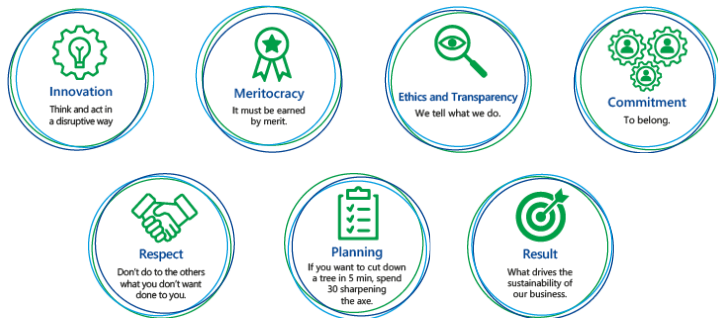 Innovation
Think and act in
a disruptive way
Meritocracy
It must be earned
by merit.
Ethics and Transparency
We tell what we do.
Commitment
To belong.
Respect
Don't do to the others
what you don't want
done to you.
Planning
If you want to cut down
a tree in 5 min, spend
30 sharpening
the axe.
Result
What drives the
sustainability of
our business.